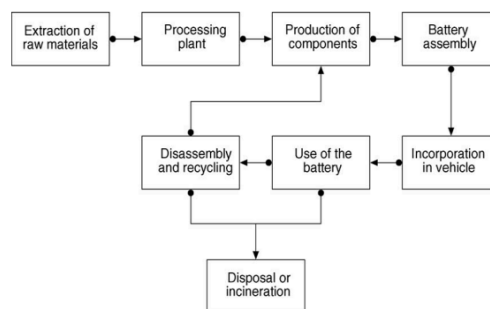 Extraction of
raw materials
Processing
plant
Production of
components
Battery
assembly
Disassembly
and recycling
Use of the
battery
Incorporation
in vehicle
Disposal or
incineration